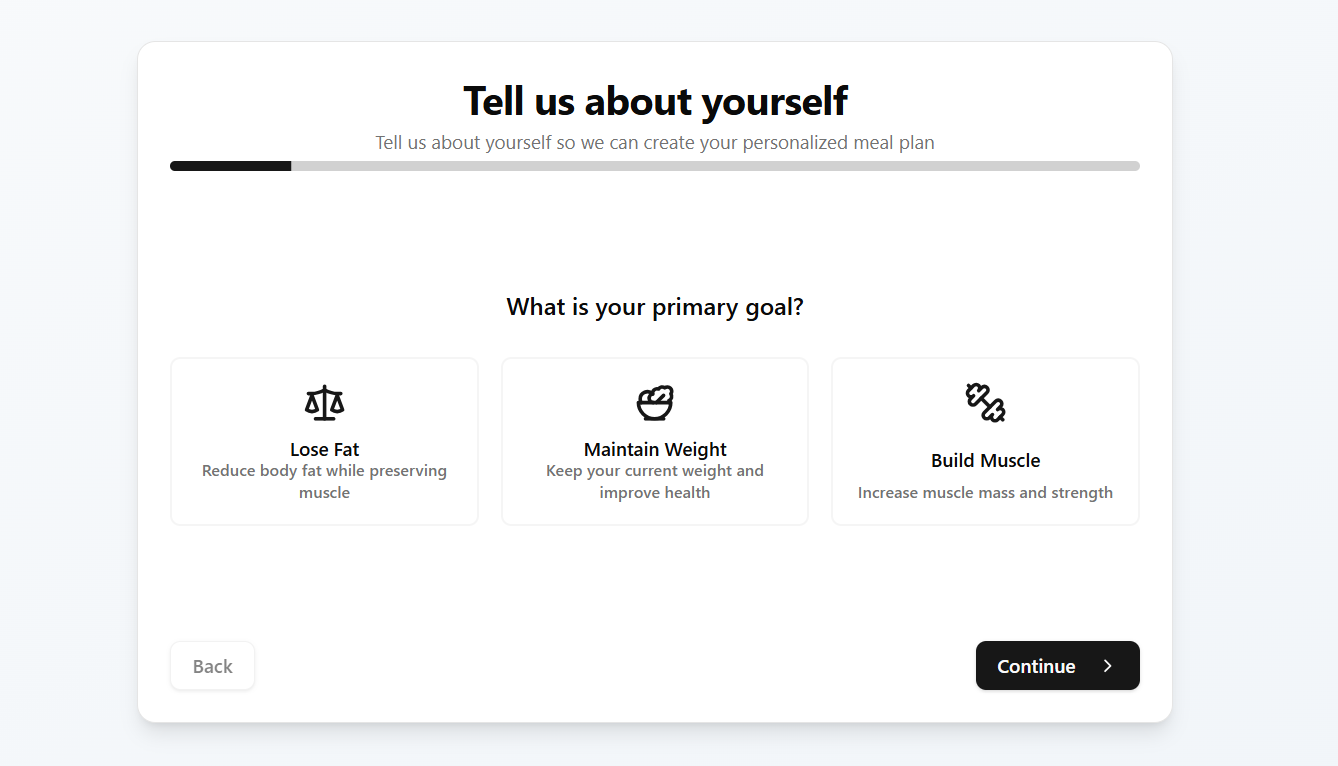 Tell us about yourself
Tell us about yourself so we can create your personalized meal plan
What is your primary goal?
Lose Fat
Reduce body fat while preserving
muscle
Maintain Weight
Keep your current weight and
improve health
Build Muscle
Increase muscle mass and strength
Back
Continue